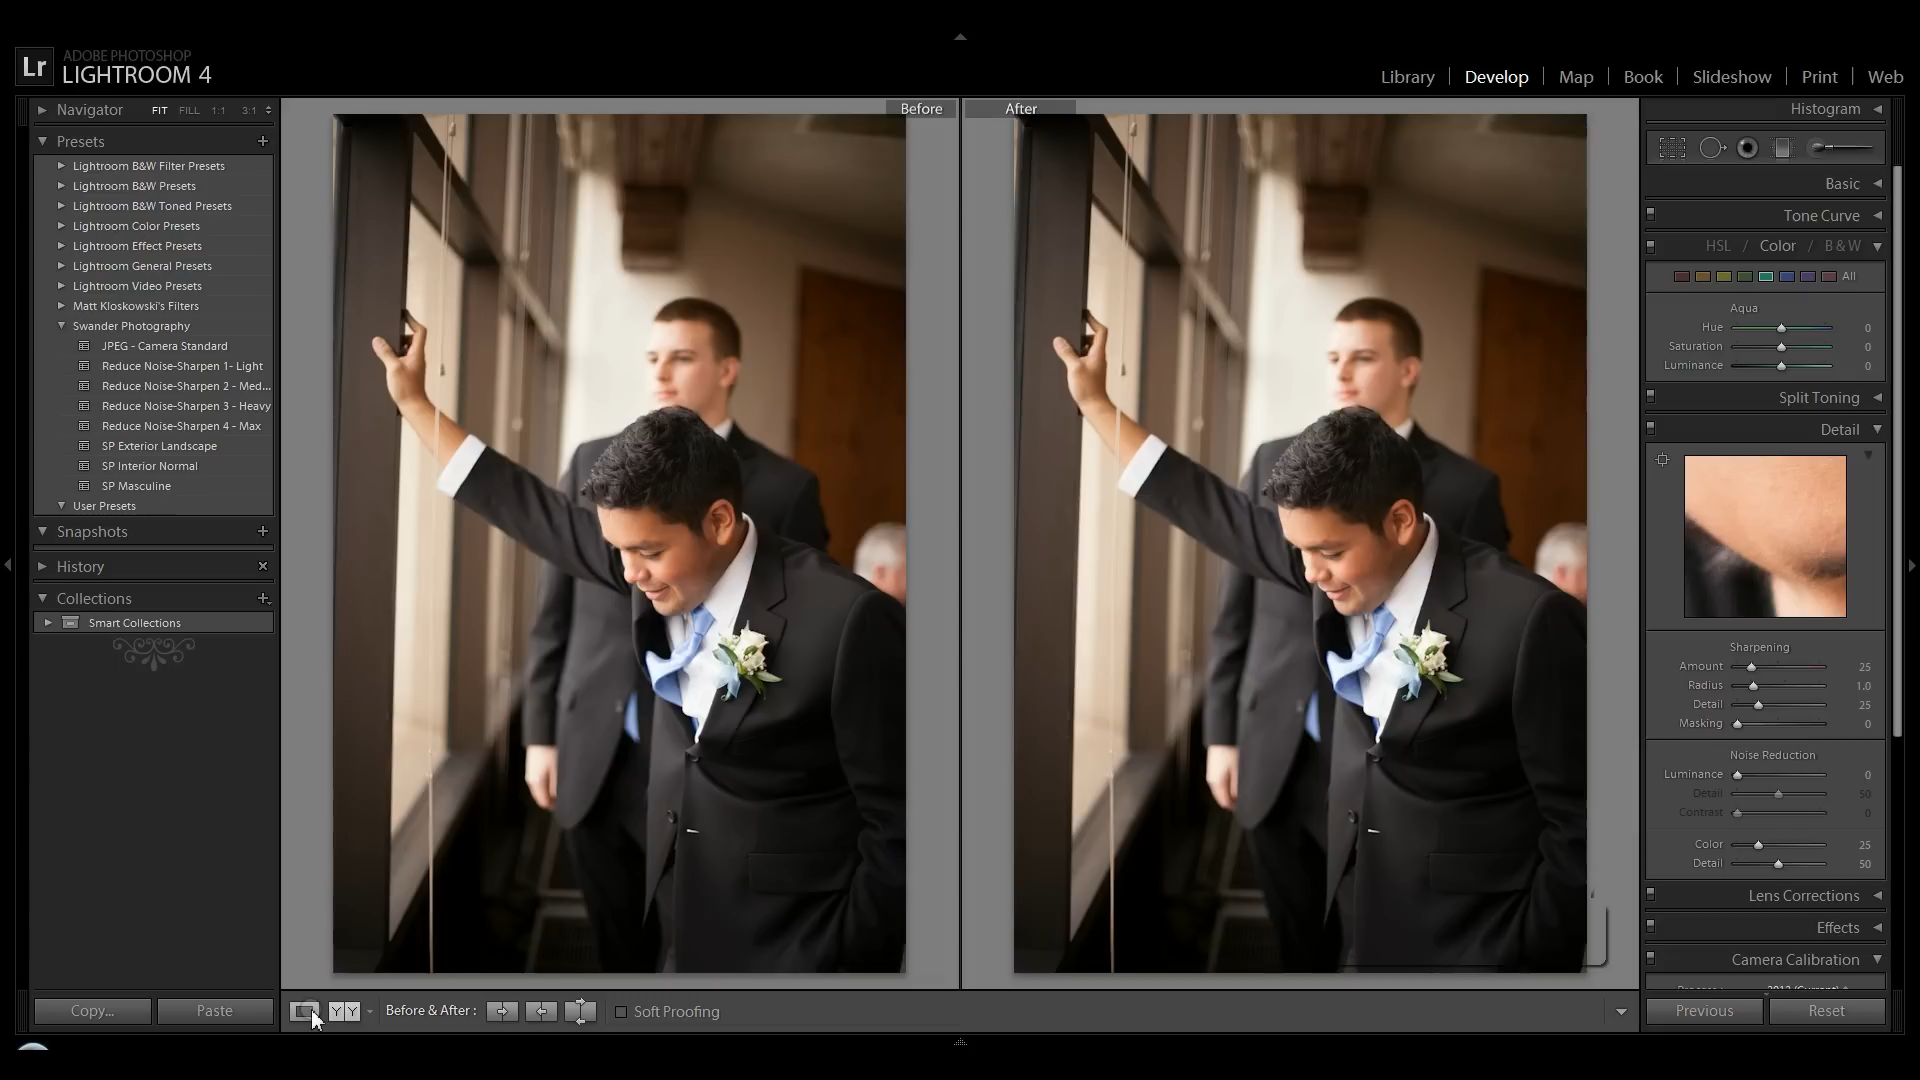 Lr
ADOBE PHOTOSHOP
LIGHTROOM 4
Library | Develop | Map | Book | Slideshow | Print | Web
Navigator FIT FILL 1:1 3:1
Presets +
Lightroom B&W Filter Presets
Lightroom B&W Presets
Lightroom B&W Toned Presets
Lightroom Color Presets
Lightroom Effect Presets
Lightroom General Presets
Lightroom Video Presets
Matt Kloskowski's Filters
Swander Photography
JPEG - Camera Standard
Reduce Noise-Sharpen 1- Light
Reduce Noise-Sharpen 2 - Med...
Reduce Noise-Sharpen 3 - Heavy
Reduce Noise-Sharpen 4 - Max
SP Exterior Landscape
SP Interior Normal
SP Masculine
User Presets
Snapshots +
History ×
Collections +
Smart Collections
Copy... Paste
Before After
YY Before & After : Soft Proofing
Histogram
Basic
Tone Curve
HSL / Color / B & W
All
Aqua
Hue 0
Saturation 0
Luminance 0
Split Toning
Detail
Sharpening
Amount 25
Radius 1.0
Detail 25
Masking 0
Noise Reduction
Luminance 0
Detail 50
Contrast 0
Color 25
Detail 50
Lens Corrections
Effects
Camera Calibration
Previous Reset